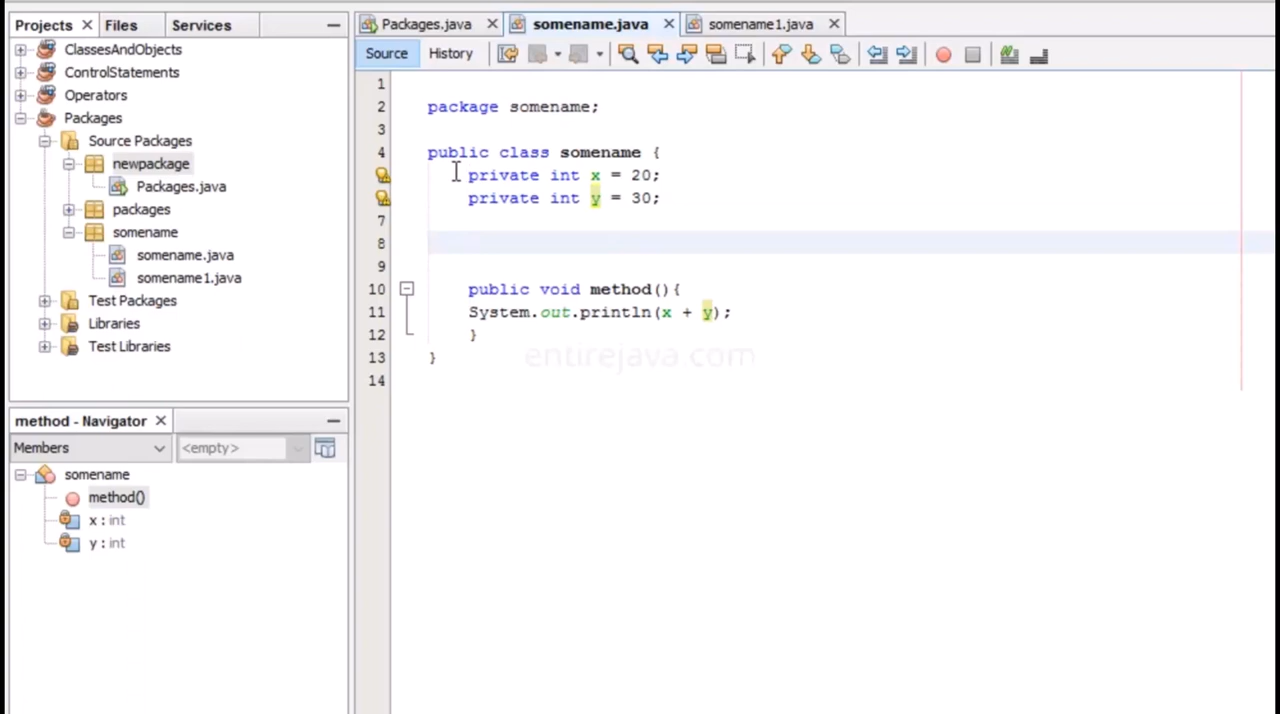 Projects
Files
Services
ClassesAndObjects
ControlStatements
Operators
Packages
Source Packages
newpackage
Packages.java
packages
somename
somename.java
somename1.java
Test Packages
Libraries
Test Libraries
method - Navigator
Members
<empty>
somename
method()
x : int
y : int
Packages.java
somename.java
somename1.java
Source
History
1
2 package somename;
3
4 public class somename {
private int x = 20;
private int y = 30;
7
8
9
10 public void method(){
11 System.out.println(x + y);
12 }
13 }
14
entirejava.com